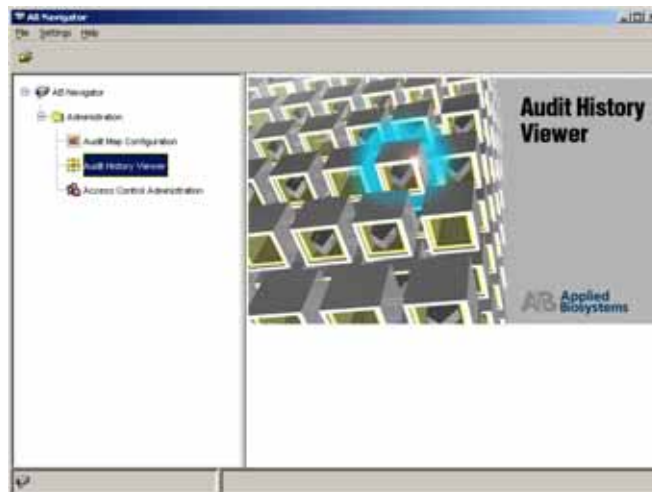 AB Navigator
File Settings Help
AB Navigator
Administration
Audit Map Configuration
Audit History Viewer
Access Control Administration
Audit History
Viewer
AB Applied
Biosystems